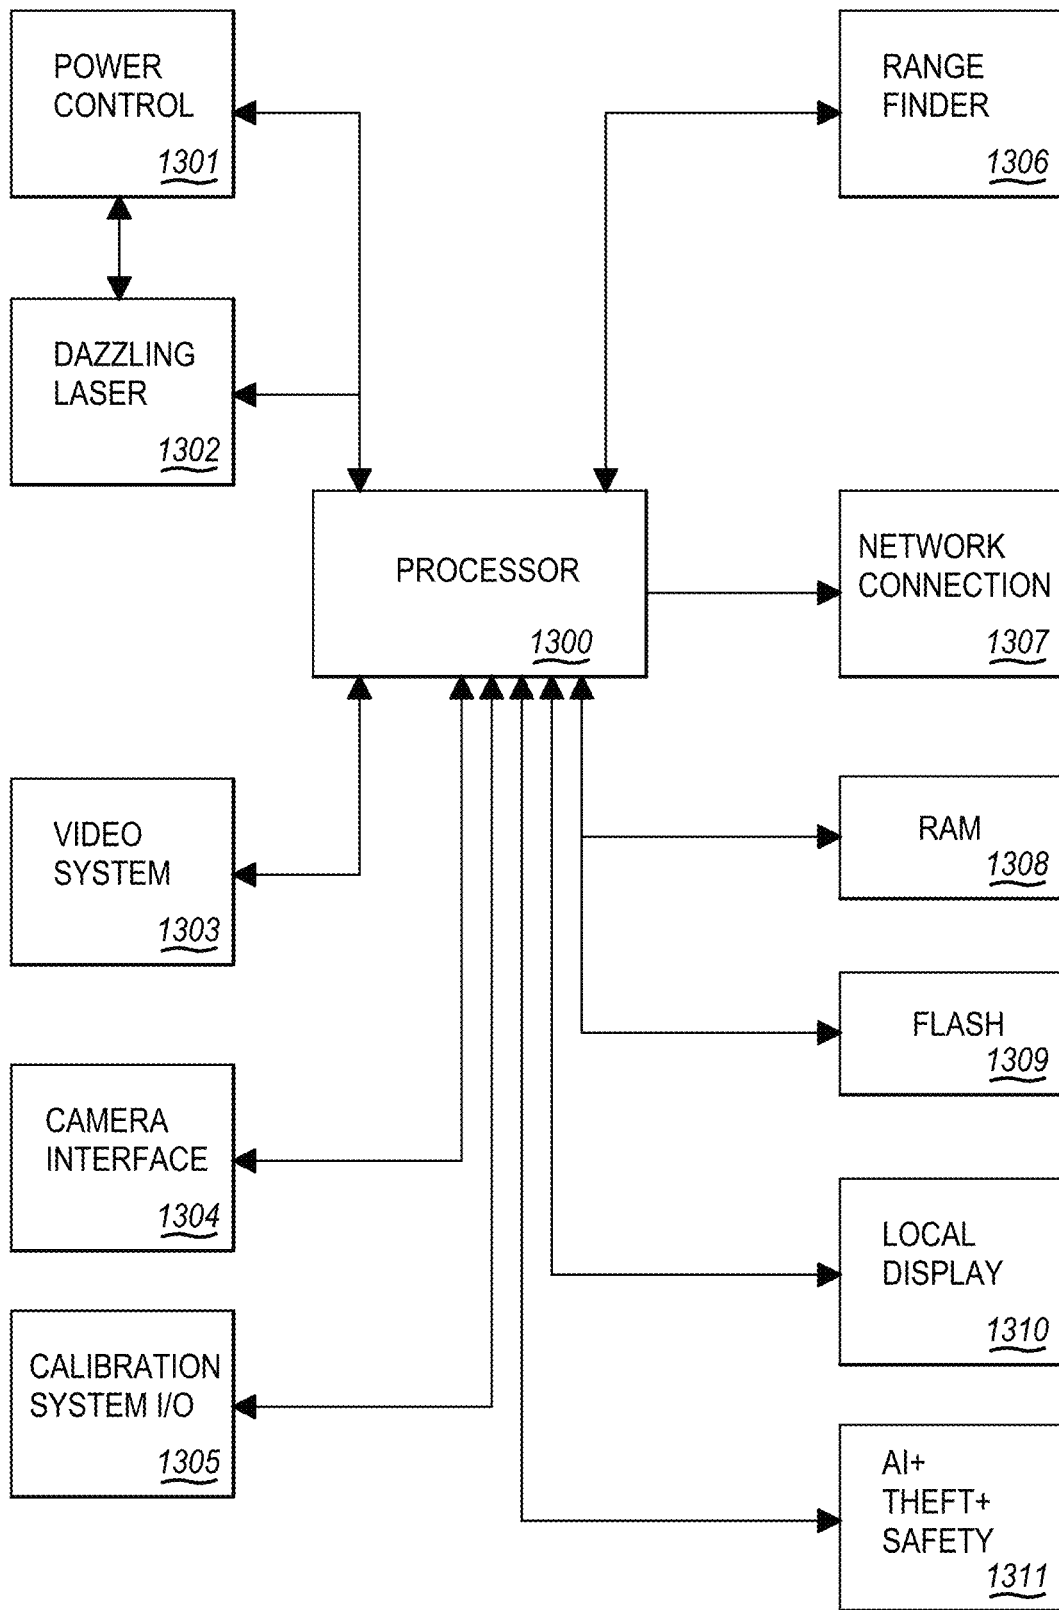 POWER
CONTROL
1301
RANGE
FINDER
1306
DAZZLING
LASER
1302
PROCESSOR
1300
NETWORK
CONNECTION
1307
VIDEO
SYSTEM
1303
RAM
1308
FLASH
1309
CAMERA
INTERFACE
1304
LOCAL
DISPLAY
1310
CALIBRATION
SYSTEM I/O
1305
AI+
THEFT+
SAFETY
1311